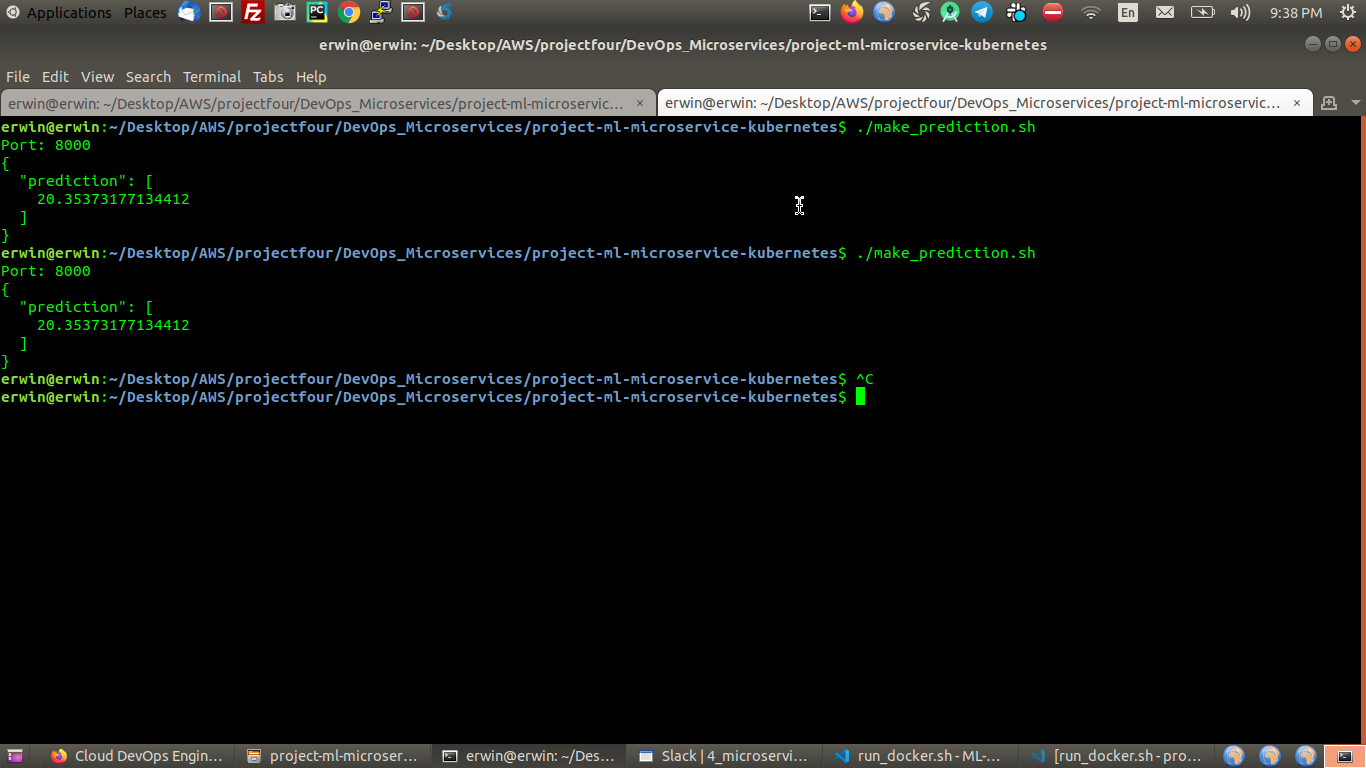 Applications Places
En
9:38 PM
erwin@erwin: ~/Desktop/AWS/projectfour/DevOps_Microservices/project-ml-microservice-kubernetes
File Edit View Search Terminal Tabs Help
erwin@erwin: ~/Desktop/AWS/projectfour/DevOps_Microservices/project-ml-microservic... ×
erwin@erwin: ~/Desktop/AWS/projectfour/DevOps_Microservices/project-ml-microservic... ×
erwin@erwin:~/Desktop/AWS/projectfour/DevOps_Microservices/project-ml-microservice-kubernetes$ ./make_prediction.sh
Port: 8000
{
  "prediction": [
    20.35373177134412
  ]
}
erwin@erwin:~/Desktop/AWS/projectfour/DevOps_Microservices/project-ml-microservice-kubernetes$ ./make_prediction.sh
Port: 8000
{
  "prediction": [
    20.35373177134412
  ]
}
erwin@erwin:~/Desktop/AWS/projectfour/DevOps_Microservices/project-ml-microservice-kubernetes$ ^C
erwin@erwin:~/Desktop/AWS/projectfour/DevOps_Microservices/project-ml-microservice-kubernetes$
Cloud DevOps Engin...
project-ml-microser...
erwin@erwin: ~/Des...
Slack | 4_microservi...
run_docker.sh - ML-...
[run_docker.sh - pro...